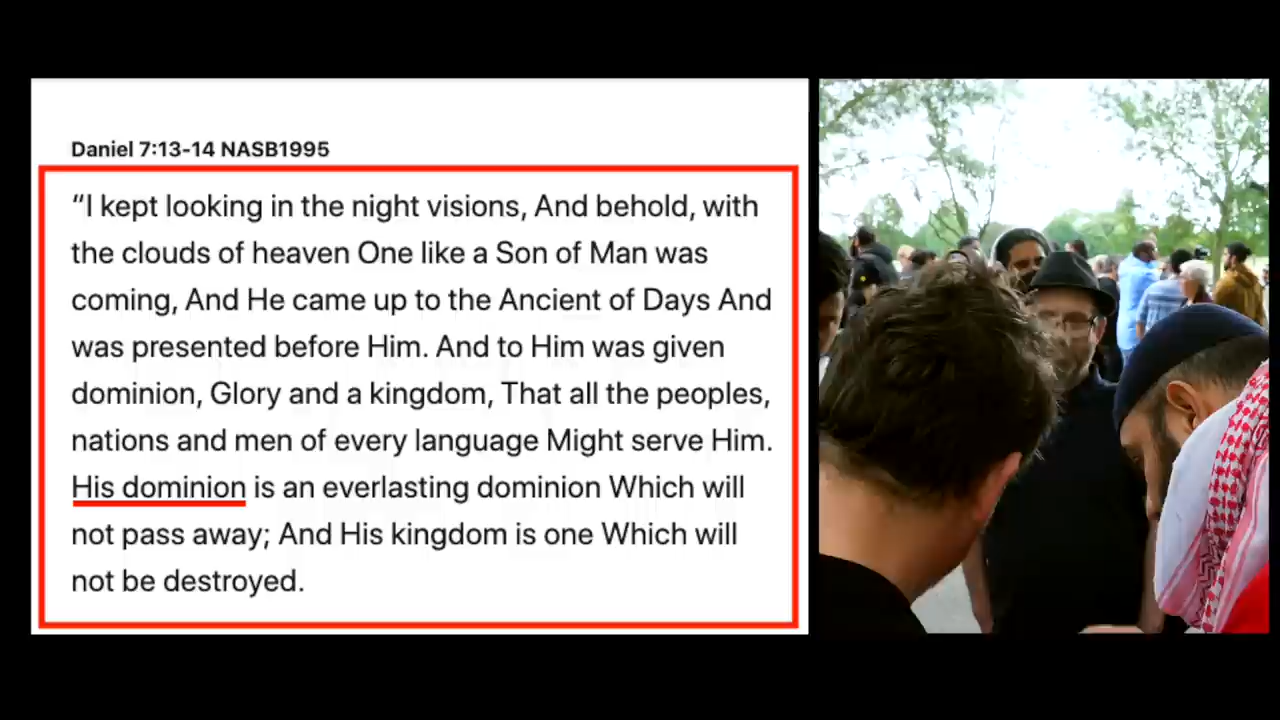 Daniel 7:13-14 NASB1995
“I kept looking in the night visions, And behold, with
the clouds of heaven One like a Son of Man was
coming, And He came up to the Ancient of Days And
was presented before Him. And to Him was given
dominion, Glory and a kingdom, That all the peoples,
nations and men of every language Might serve Him.
His dominion is an everlasting dominion Which will
not pass away; And His kingdom is one Which will
not be destroyed.